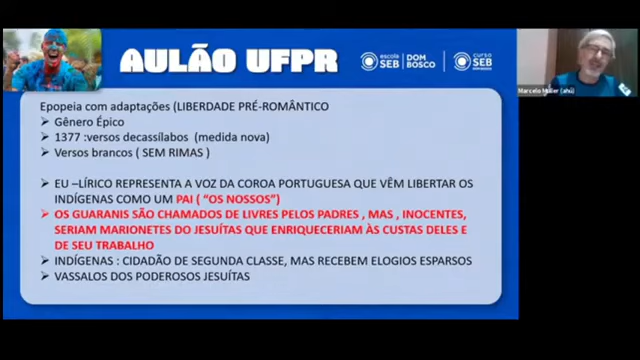 AULÃO UFPR
escola SEB DOM BOSCO
CURSO SEB
Marcelo Muller (ahú)
Epopeia com adaptações (LIBERDADE PRÉ-ROMÂNTICO
➤ Gênero Épico
➤ 1377 :versos decassílabos (medida nova)
➤ Versos brancos ( SEM RIMAS )
➤ EU –LÍRICO REPRESENTA A VOZ DA COROA PORTUGUESA QUE VÊM LIBERTAR OS
INDÍGENAS COMO UM PAI ( “OS NOSSOS”)
➤ OS GUARANIS SÃO CHAMADOS DE LIVRES PELOS PADRES , MAS , INOCENTES,
SERIAM MARIONETES DO JESUÍTAS QUE ENRIQUECERIAM ÀS CUSTAS DELES E
DE SEU TRABALHO
➤ INDÍGENAS : CIDADÃO DE SEGUNDA CLASSE, MAS RECEBEM ELOGIOS ESPARSOS
➤ VASSALOS DOS PODEROSOS JESUÍTAS